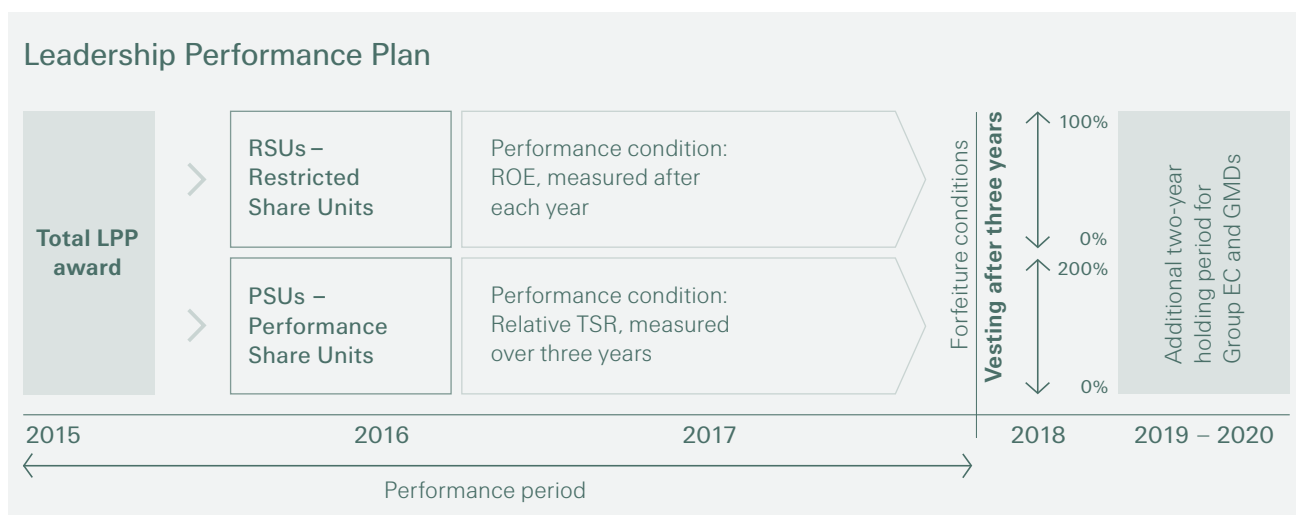 Leadership Performance Plan
Total LPP
award
RSUs –
Restricted
Share Units
Performance condition:
ROE, measured after
each year
PSUs –
Performance
Share Units
Performance condition:
Relative TSR, measured
over three years
Forfeiture conditions
Vesting after three years
100%
0%
200%
0%
Additional two-year
holding period for
Group EC and GMDs
2015
2016
2017
2018
2019 – 2020
Performance period